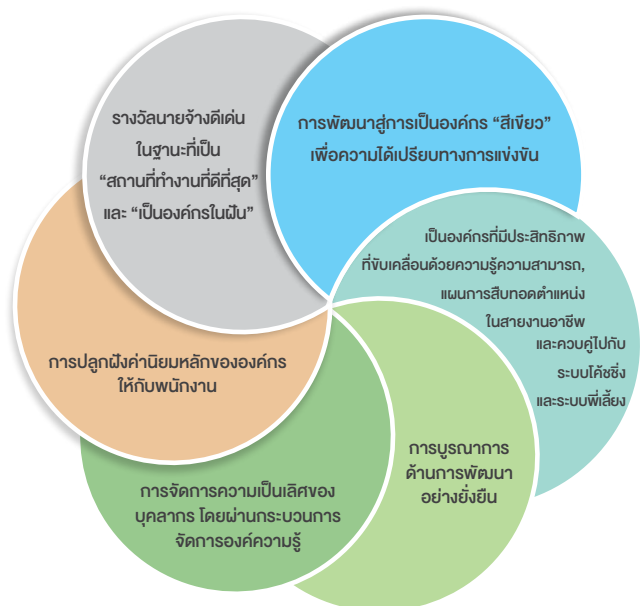 รางวัลนายจ้างดีเด่น
ในฐานะที่เป็น
“สถานที่ทำงานที่ดีที่สุด”
และ “เป็นองค์กรในฝัน”
การพัฒนาสู่การเป็นองค์กร “สีเขียว”
เพื่อความได้เปรียบทางการแข่งขัน
เป็นองค์กรที่มีประสิทธิภาพ
ที่ขับเคลื่อนด้วยความรู้ความสามารถ,
แผนการสืบทอดตำแหน่ง
ในสายงานอาชีพ
และควบคู่ไปกับ
ระบบโค้ชชิ่ง
และระบบพี่เลี้ยง
การบูรณาการ
ด้านการพัฒนา
อย่างยั่งยืน
การจัดการความเป็นเลิศของ
บุคลากร โดยผ่านกระบวนการ
จัดการองค์ความรู้
การปลูกฝังค่านิยมหลักขององค์กร
ให้กับพนักงาน